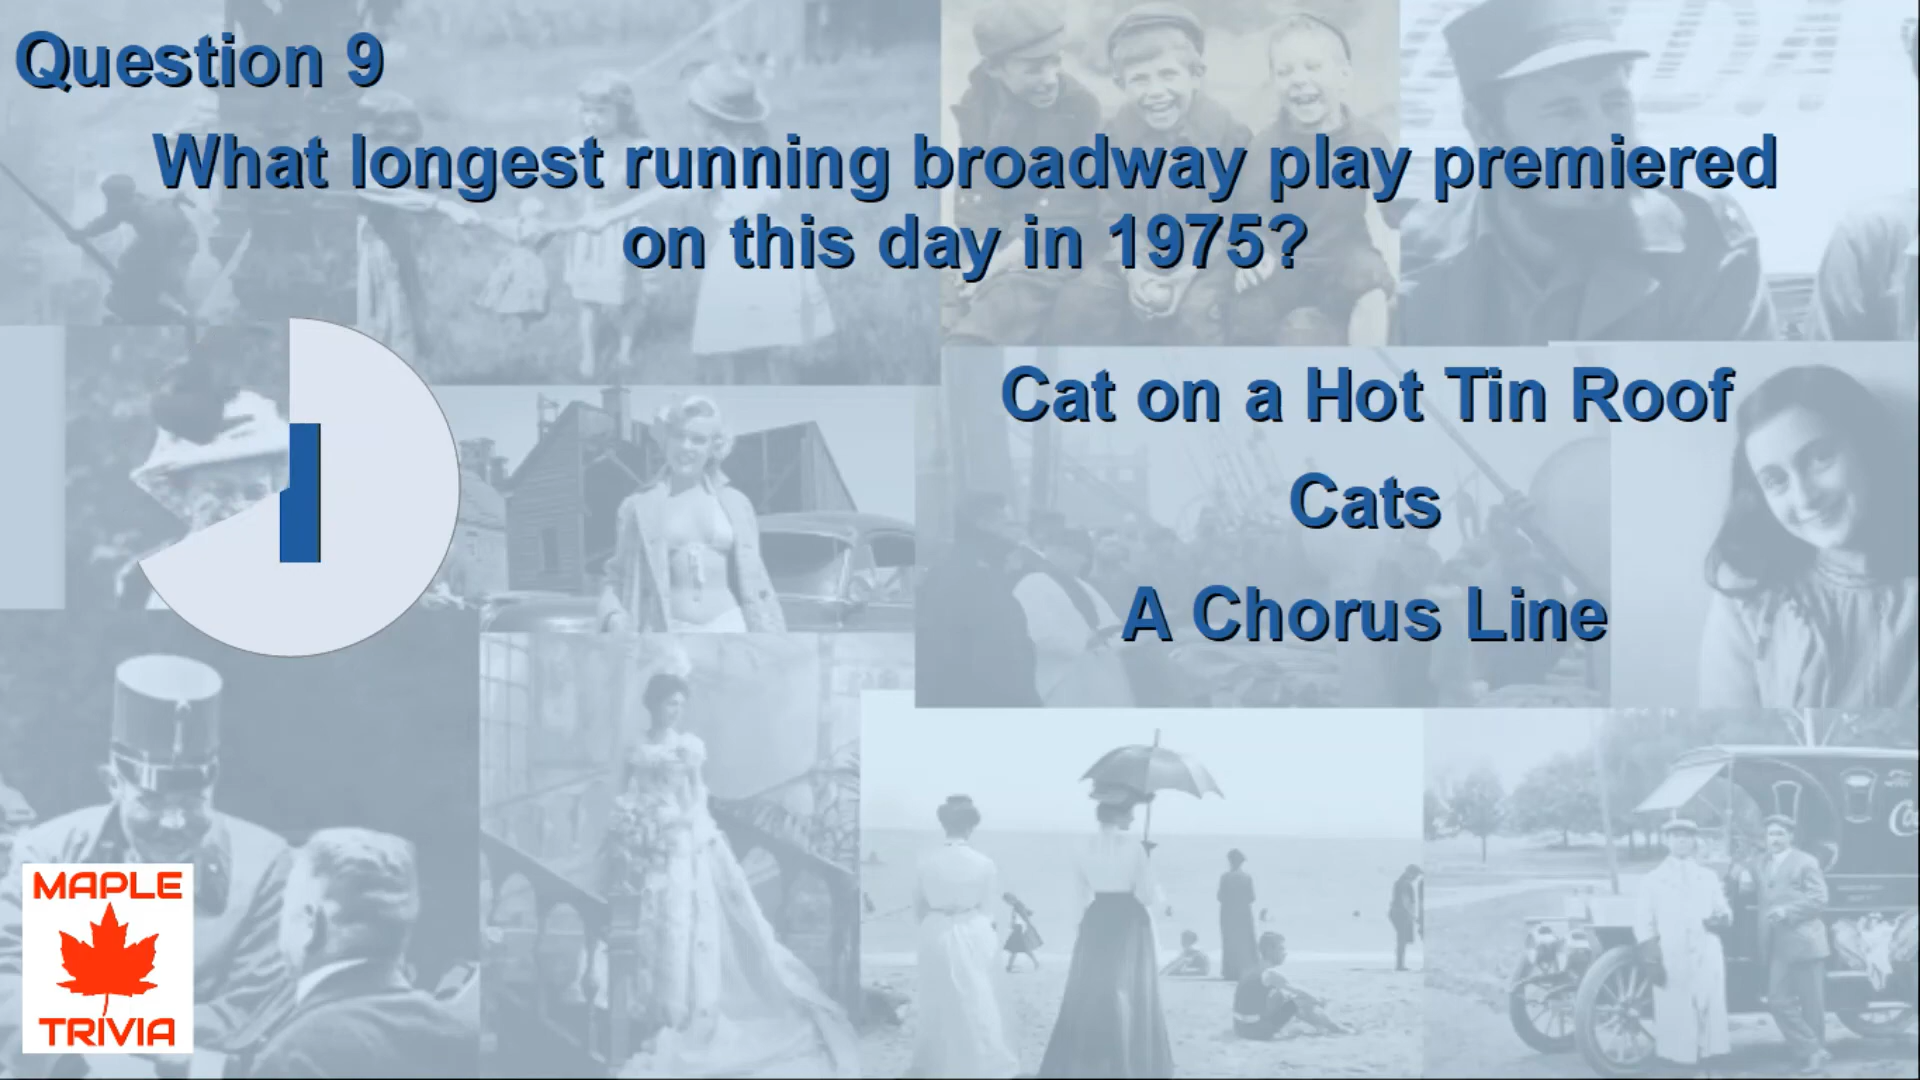 Question 9
What longest running broadway play premiered
on this day in 1975?
Cat on a Hot Tin Roof
Cats
A Chorus Line
MAPLE
TRIVIA